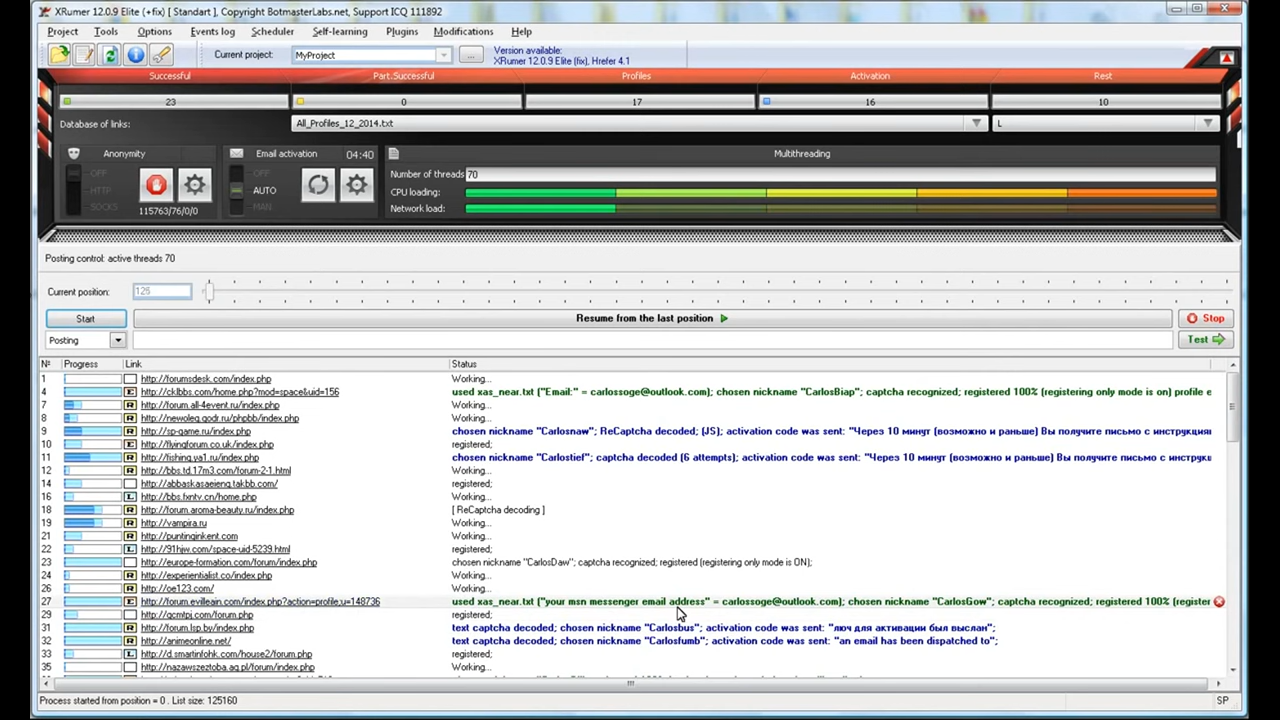 XRumer 12.0.9 Elite (+fix) [ Standart ], Copyright BotmasterLabs.net, Support ICQ 111892
Project Tools Options Events log Scheduler Self-learning Plugins Modifications Help
Current project: MyProject ... Version available:
XRumer 12.0.9 Elite (fix), Hrefer 4.1
Successful Part.Successful Profiles Activation Rest
23 0 17 16 10
Database of links: All_Profiles_12_2014.txt L
Anonymity Email activation 04:40 Multithreading
OFF OFF Number of threads 70
HTTP AUTO CPU loading:
SOCKS MAN Network load:
115763/76/0/0
Posting control: active threads 70
Current position: 126
Start Resume from the last position Stop
Posting Test
№ Progress Link Status
1 http://forumsdesk.com/index.php Working...
4 E http://cklbbs.com/home.php?mod=space&uid=156 used xas_near.txt ("Email:" = carlossoge@outlook.com); chosen nickname "CarlosBiap"; captcha recognized; registered 100% (registering only mode is on) profile e
7 R http://forum.all-4event.ru/index.php Working...
8 R http://newoleg.godr.ru/phpbb/index.php Working...
9 R http://sp-game.ru/index.php chosen nickname "Carlosnaw"; ReCaptcha decoded; (JS); activation code was sent: "Через 10 минут (возможно и раньше) Вы получите письмо с инструкция
10 E http://flyingforum.co.uk/index.php registered;
11 R http://fishing.ya1.ru/index.php chosen nickname "Carlostief"; captcha decoded (6 attempts); activation code was sent: "Через 10 минут (возможно и раньше) Вы получите письмо с инструкц
12 R http://bbs.td.17m3.com/forum-2-1.html Working...
14 http://abbaskasaeieng.takbb.com/ registered;
16 L http://bbs.fxntv.cn/home.php Working...
18 R http://forum.aroma-beauty.ru/index.php [ ReCaptcha decoding ]
19 R http://vampira.ru Working...
21 R http://puntinginkent.com Working...
22 L http://91hjw.com/space-uid-5239.html registered;
23 http://europe-formation.com/forum/index.php chosen nickname "CarlosDaw"; captcha recognized; registered (registering only mode is ON);
24 R http://experientialist.co/index.php Working...
26 R http://oe123.com/ Working...
27 E http://forum.evilleain.com/index.php?action=profile;u=148736 used xas_near.txt ("your msn messenger email address" = carlossoge@outlook.com); chosen nickname "CarlosGow"; captcha recognized; registered 100% (register
29 http://qcmtpj.com/forum.php registered;
31 R http://forum.lsp.by/index.php text captcha decoded; chosen nickname "Carlosbus"; activation code was sent: "люч для активации был выслан";
32 R http://animeonline.net/ text captcha decoded; chosen nickname "Carlosfumb"; activation code was sent: "an email has been dispatched to";
33 L http://d.smartinfohk.com/house2/forum.php registered;
35 http://nazawszeztoba.aq.pl/forum/index.php Working...
Process started from position = 0 . List size: 125160 SP